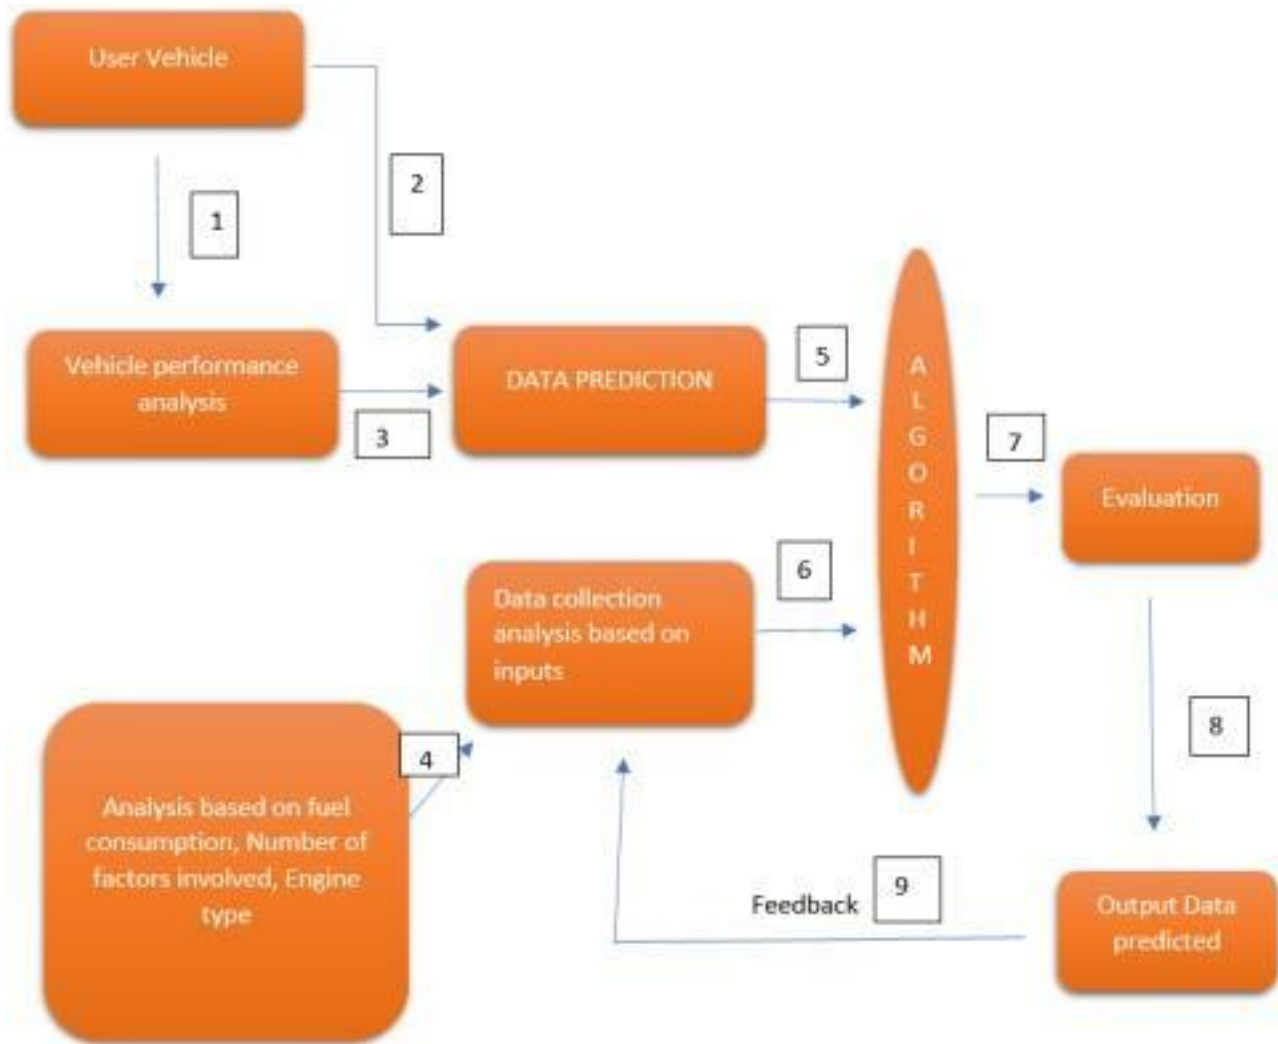 User Vehicle
2
1
Vehicle performance
analysis
3
DATA PREDICTION
5
A
L
G
O
R
I
T
H
M
7
Evaluation
6
Data collection
analysis based on
inputs
4
Analysis based on fuel
consumption, Number of
factors involved, Engine
type
8
Feedback
9
Output Data
predicted